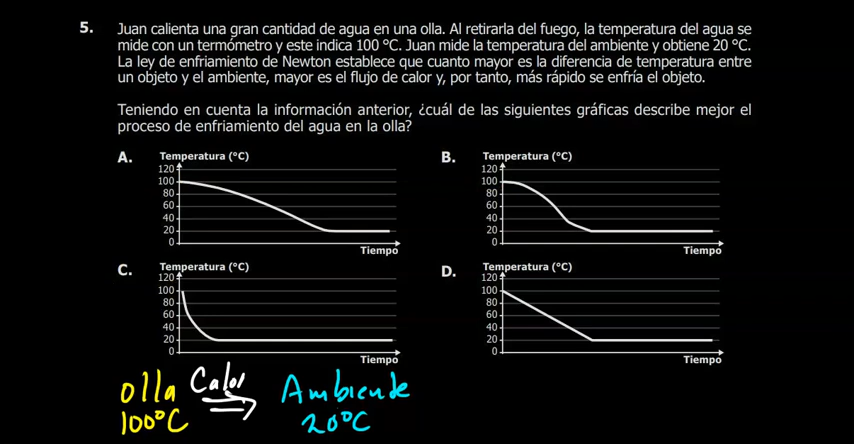 5. Juan calienta una gran cantidad de agua en una olla. Al retirarla del fuego, la temperatura del agua se
mide con un termómetro y este indica 100 °C. Juan mide la temperatura del ambiente y obtiene 20 °C.
La ley de enfriamiento de Newton establece que cuanto mayor es la diferencia de temperatura entre
un objeto y el ambiente, mayor es el flujo de calor y, por tanto, más rápido se enfría el objeto.
Teniendo en cuenta la información anterior, ¿cuál de las siguientes gráficas describe mejor el
proceso de enfriamiento del agua en la olla?
A. Temperatura (°C)
120
100
80
60
40
20
0
Tiempo
B. Temperatura (°C)
120
100
80
60
40
20
0
Tiempo
C. Temperatura (°C)
120
100
80
60
40
20
0
Tiempo
D. Temperatura (°C)
120
100
80
60
40
20
0
Tiempo
olla Calor Ambiende
100°C 20°C